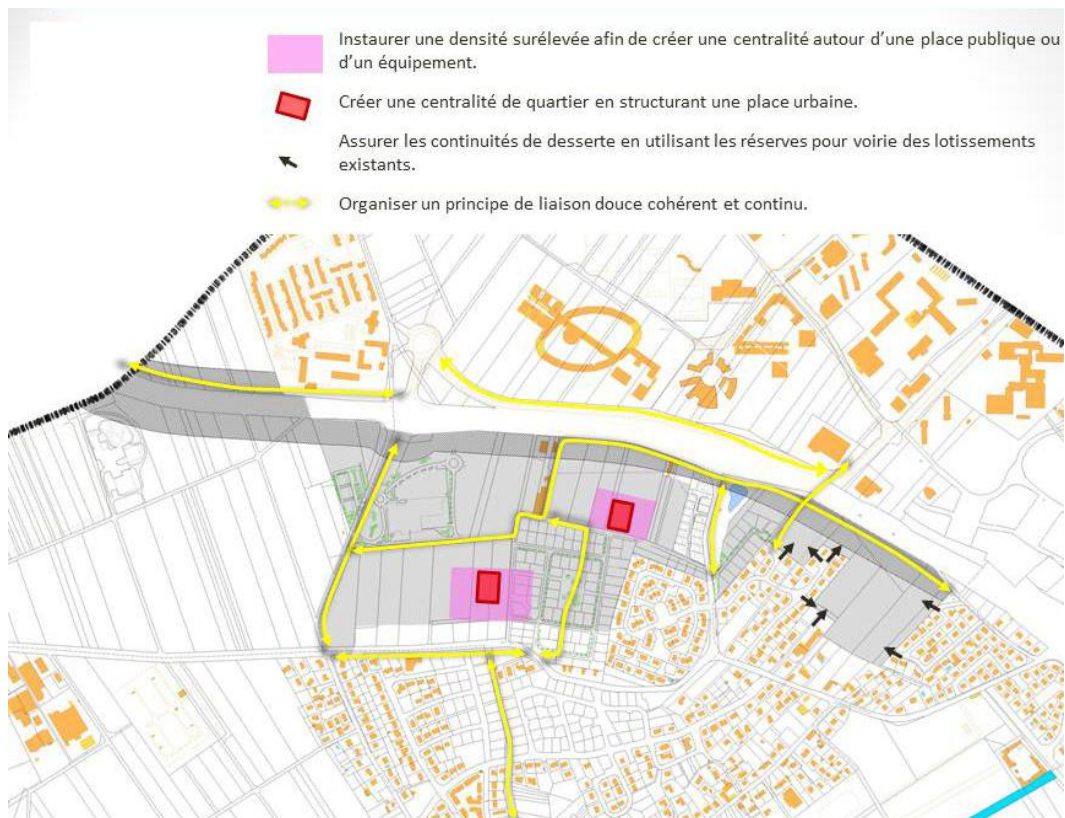 Instaurer une densité surélevée afin de créer une centralité autour d’une place publique ou
d’un équipement.
Créer une centralité de quartier en structurant une place urbaine.
Assurer les continuités de desserte en utilisant les réserves pour voirie des lotissements
existants.
Organiser un principe de liaison douce cohérent et continu.